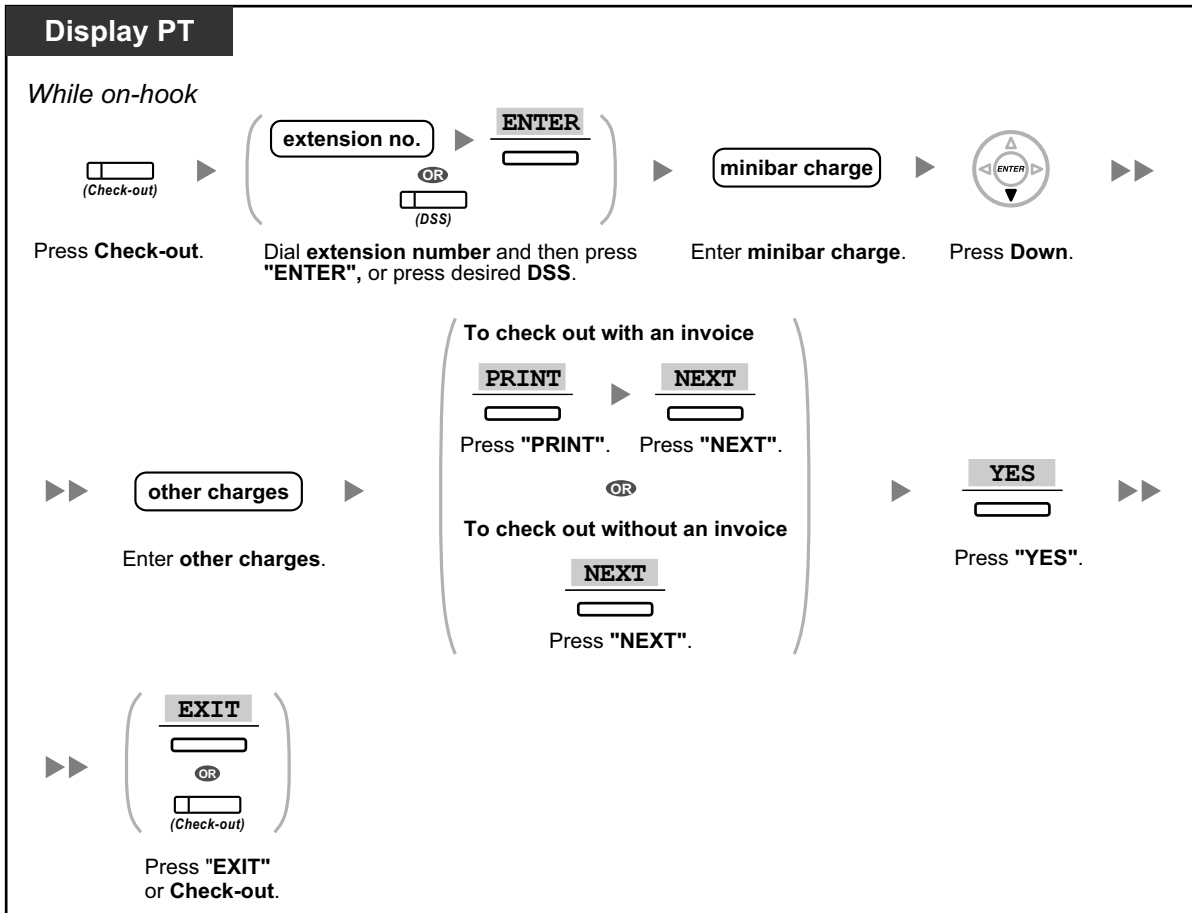 Display PT
While on-hook
(Check-out)
extension no.
ENTER
OR
(DSS)
minibar charge
ENTER
Press Check-out.
Dial extension number and then press
"ENTER", or press desired DSS.
Enter minibar charge.
Press Down.
other charges
Enter other charges.
To check out with an invoice
PRINT
NEXT
Press "PRINT".
Press "NEXT".
OR
To check out without an invoice
NEXT
Press "NEXT".
YES
Press "YES".
EXIT
OR
(Check-out)
Press "EXIT"
or Check-out.